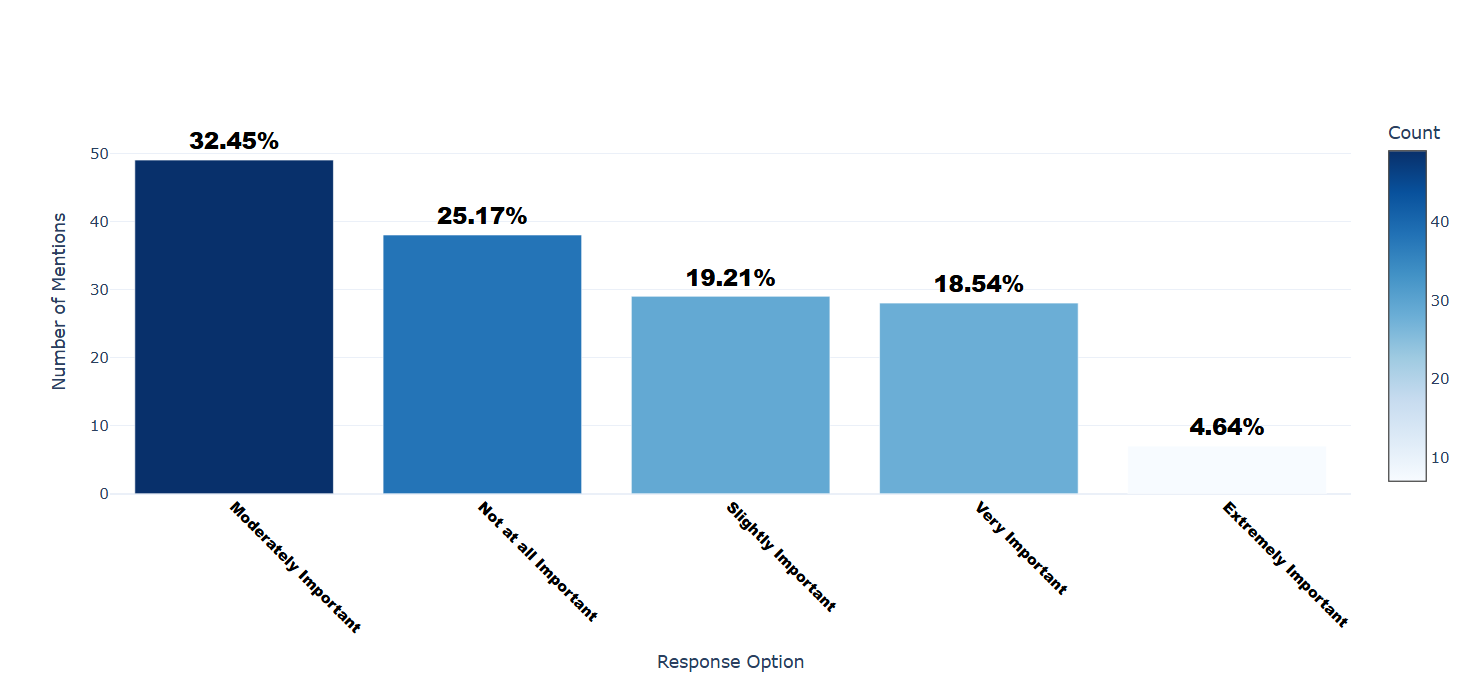 Count
32.45%
25.17%
19.21%
18.54%
4.64%
Number of Mentions
50
40
30
20
10
0
40
30
20
10
Moderately Important
Not at all Important
Slightly Important
Very Important
Extremely Important
Response Option